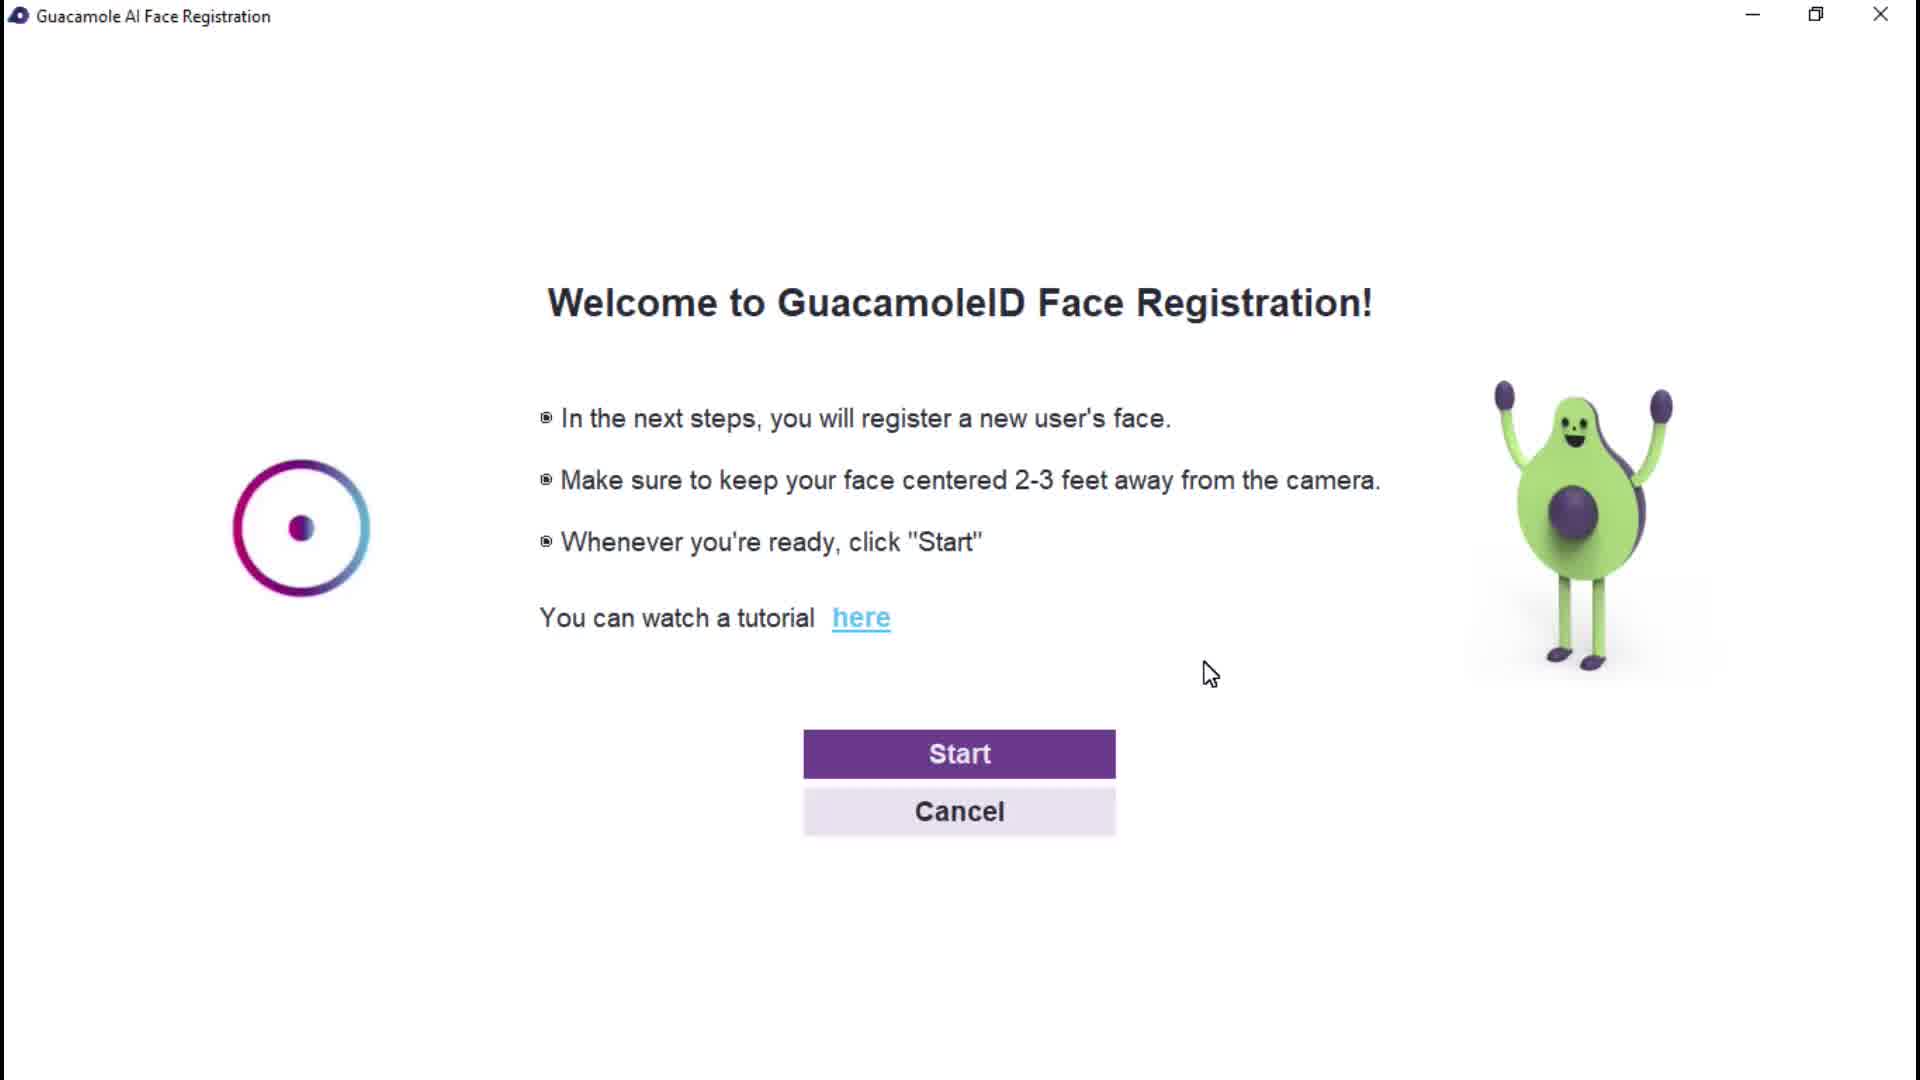 Guacamole AI Face Registration
Welcome to GuacamoleID Face Registration!
In the next steps, you will register a new user's face.
Make sure to keep your face centered 2-3 feet away from the camera.
Whenever you're ready, click "Start"
You can watch a tutorial here
Start
Cancel